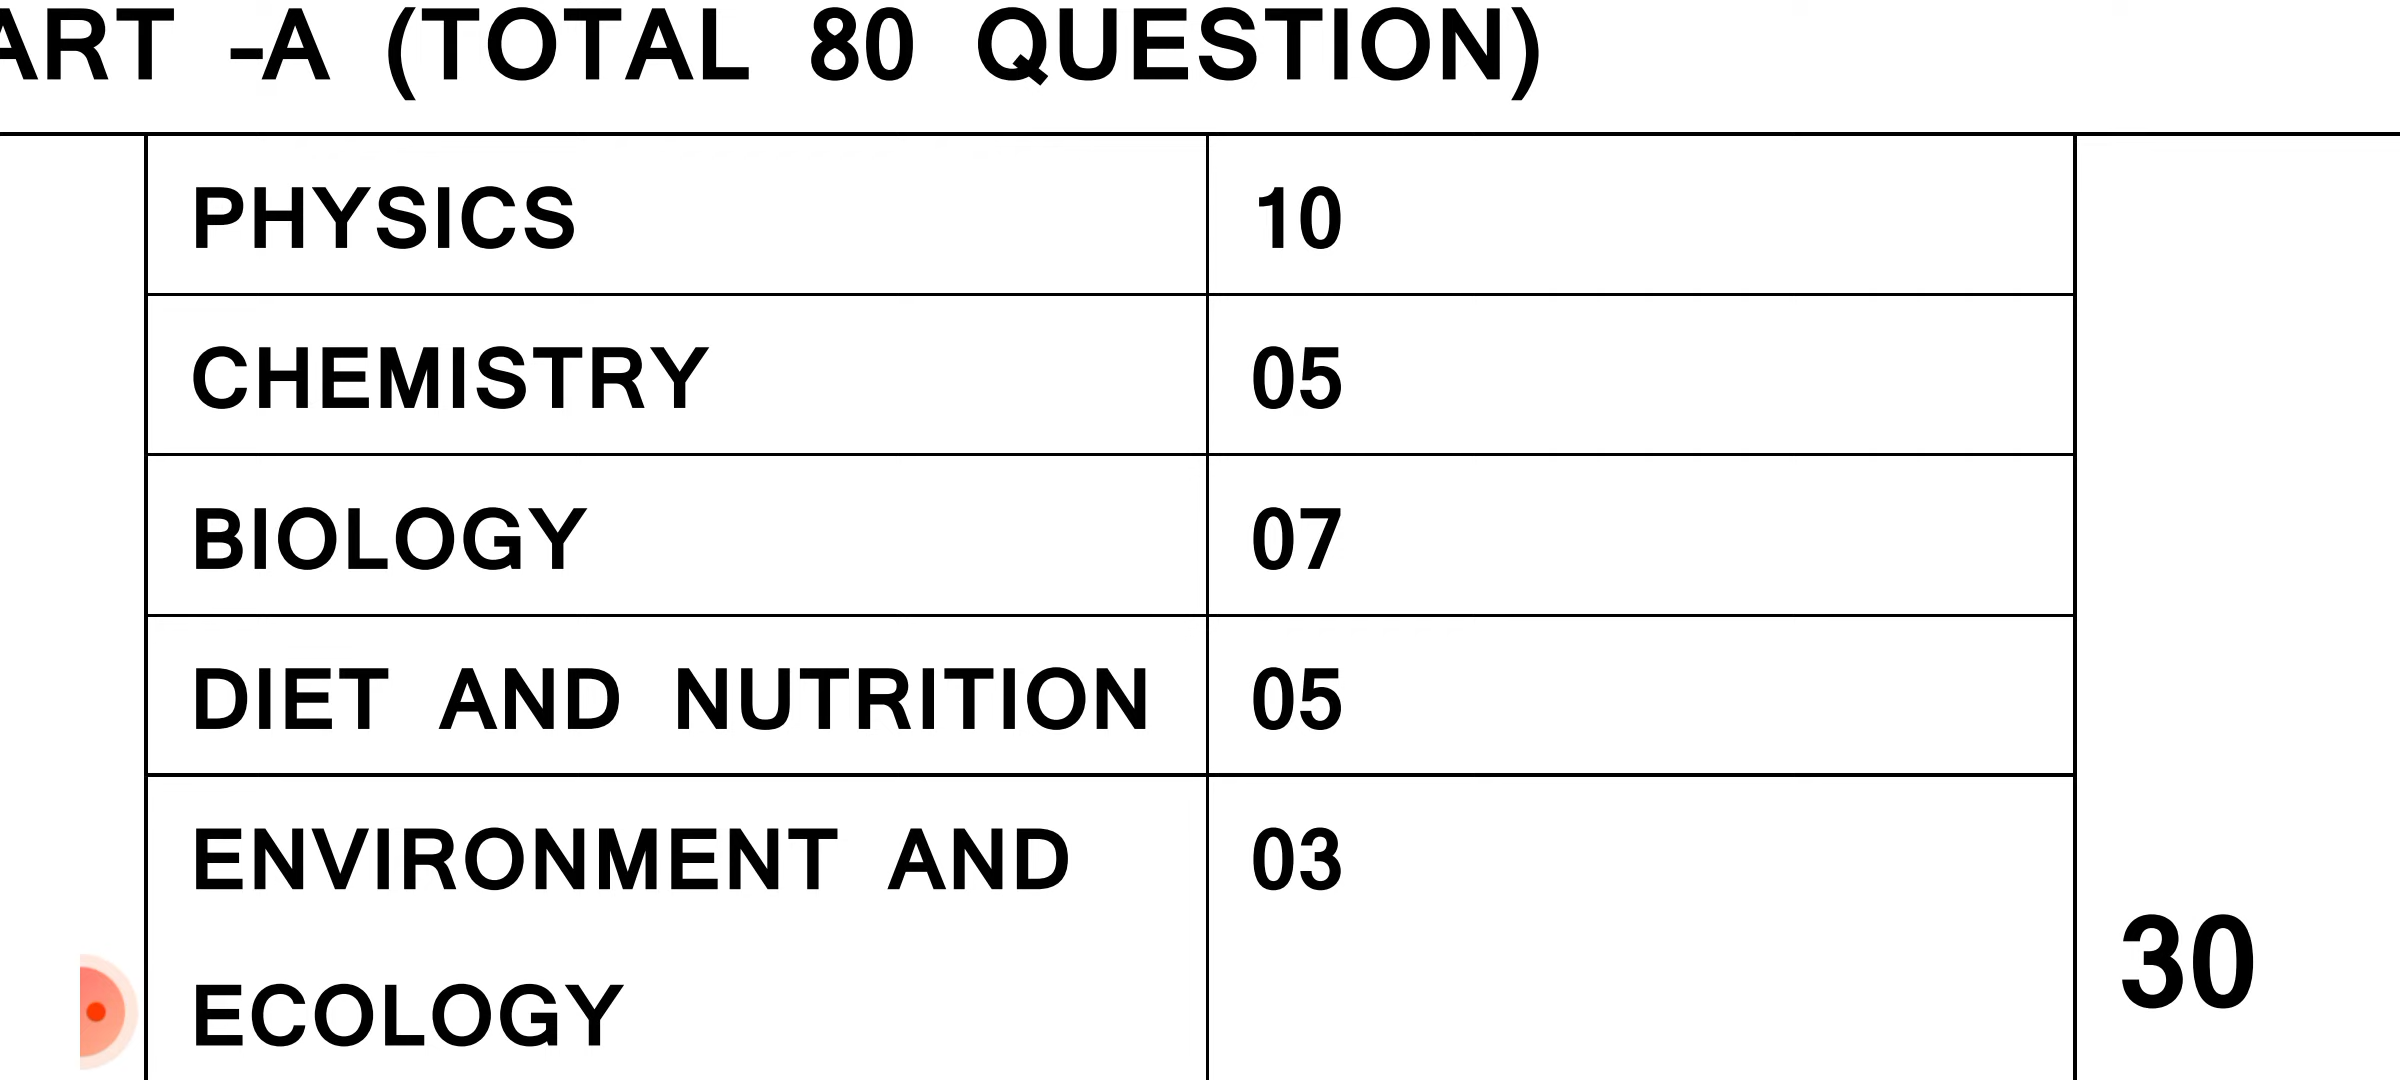 ART -A (TOTAL 80 QUESTION)
PHYSICS 10
CHEMISTRY 05
BIOLOGY 07
DIET AND NUTRITION 05
ENVIRONMENT AND 03
ECOLOGY
30